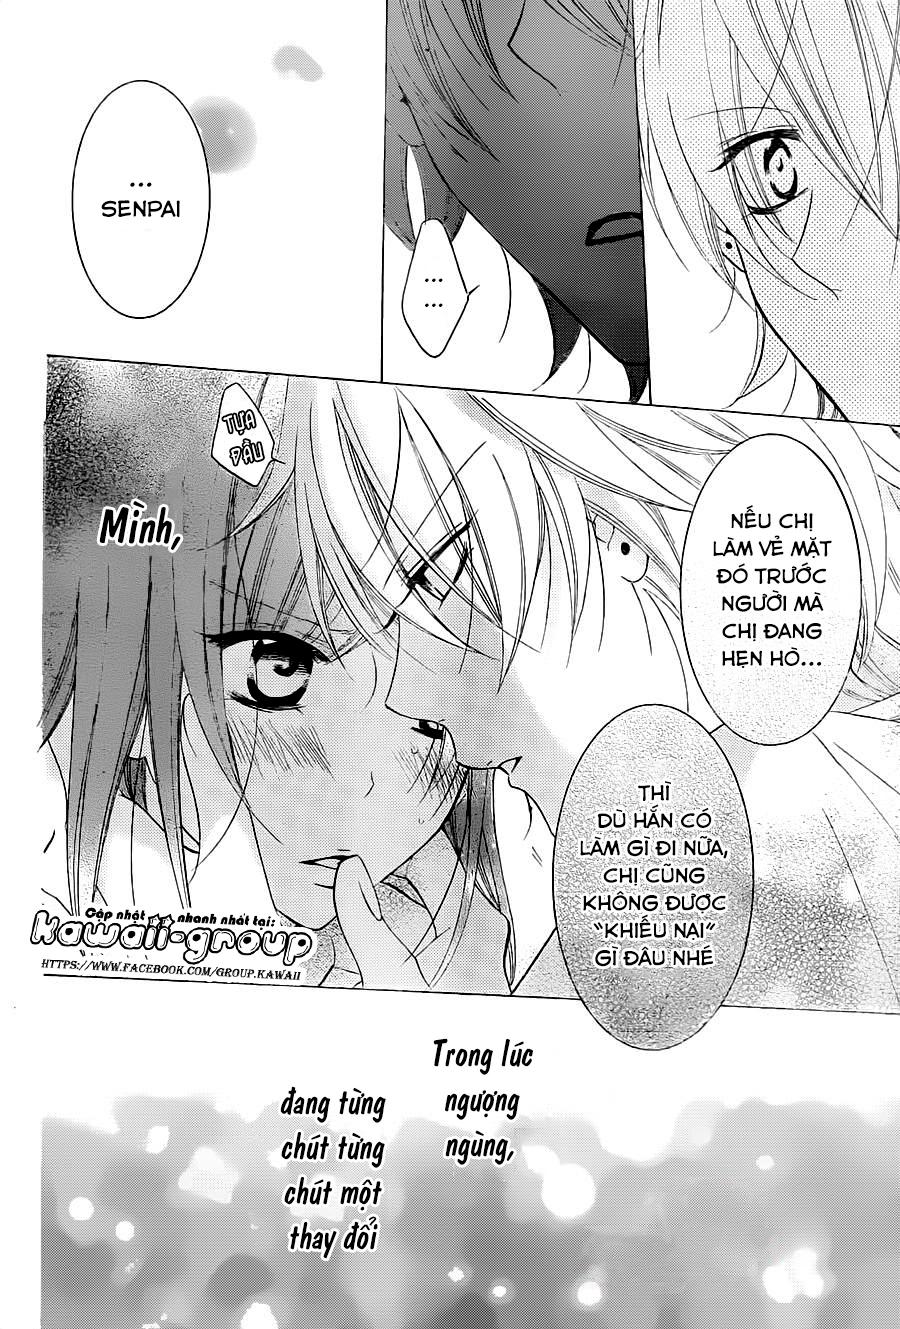 ...
...
...
SENPAI
NẾU CHỊ
LÀM VẺ MẶT
ĐÓ TRƯỚC
NGƯỜI MÀ
CHỊ ĐANG
HẸN HÒ...
TỰA
ĐẦU
Mình,
THÌ
DÙ HẮN CÓ
LÀM GÌ ĐI NỮA,
CHỊ CŨNG
KHÔNG ĐƯỢC
“KHIẾU NẠI”
GÌ ĐÂU NHÉ
Cập nhật nhanh nhất tại:
kawaii-group
HTTPS://WWW.FACEBOOK.COM/GROUP.KAWAII
Trong lúc
ngượng
ngùng,
đang từng
chút từng
chút một
thay đổi